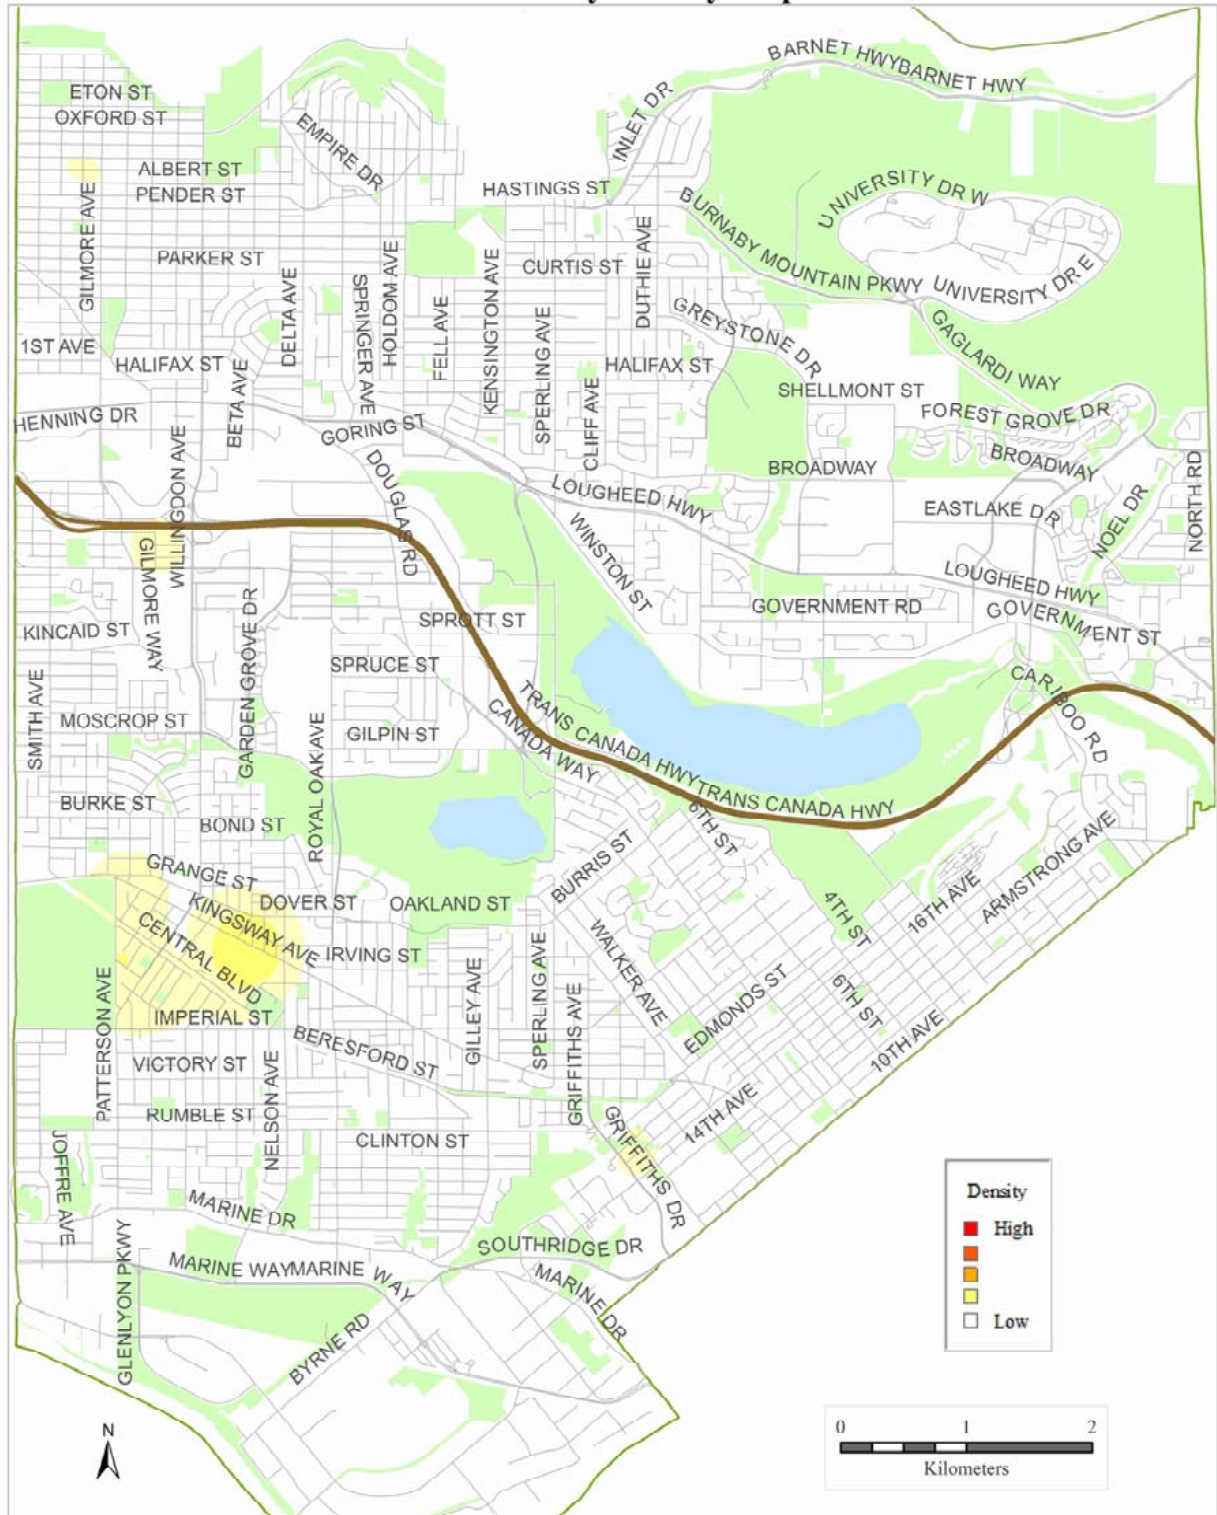 BARNET HWY BARNET HWY
ETON ST
OXFORD ST
INLET DR
EMPIRE DR
ALBERT ST
PENDER ST
HASTINGS ST
UNIVERSITY DR W
GILMORE AVE
BURNABY MOUNTAIN PKWY
UNIVERSITY DR E
PARKER ST
CURTIS ST
DUTHIE AVE
DELTA AVE
SPRINGER AVE
HOLDOM AVE
FELL AVE
KENSINGTON AVE
SPERLING AVE
GREYSTONE DR
GAGLARDI WAY
1ST AVE
HALIFAX ST
HALIFAX ST
SHELLMONT ST
FOREST GROVE DR
HENNING DR
BETA AVE
GORING ST
CLIFF AVE
WILLINGDON AVE
DOUGLAS RD
BROADWAY
BROADWAY
NORTH RD
LOUGHEED HWY
EASTLAKE DR
NOEL DR
WINSTON ST
GILMORE WAY
LOUGHEED HWY
GOVERNMENT RD
GOVERNMENT ST
KINCAID ST
SPROTT ST
GARDEN GROVE DR
SPRUCE ST
SMITH AVE
CARIBOO RD
MOSCROP ST
ROYAL OAK AVE
GILPIN ST
TRANS CANADA HWY TRANS CANADA HWY
CANADA WAY
BURKE ST
BOND ST
6TH ST
BURRIS ST
ARMSTRONG AVE
GRANGE ST
DOVER ST
OAKLAND ST
16TH AVE
4TH ST
KINGSWAY AVE
CENTRAL BLVD
IRVING ST
WALKER AVE
SPERLING AVE
GILLEY AVE
GRIFFITHS AVE
EDMONDS ST
6TH ST
10TH AVE
PATTERSON AVE
IMPERIAL ST
BERESFORD ST
VICTORY ST
NELSON AVE
RUMBLE ST
CLINTON ST
GRIFFITHS DR
14TH AVE
JOFFRE AVE
MARINE DR
SOUTHRIDGE DR
GLENLYON PKWY
MARINE WAY MARINE WAY
MARINE DR
BYRNE RD
Density
High
Low
N
0 1 2
Kilometers